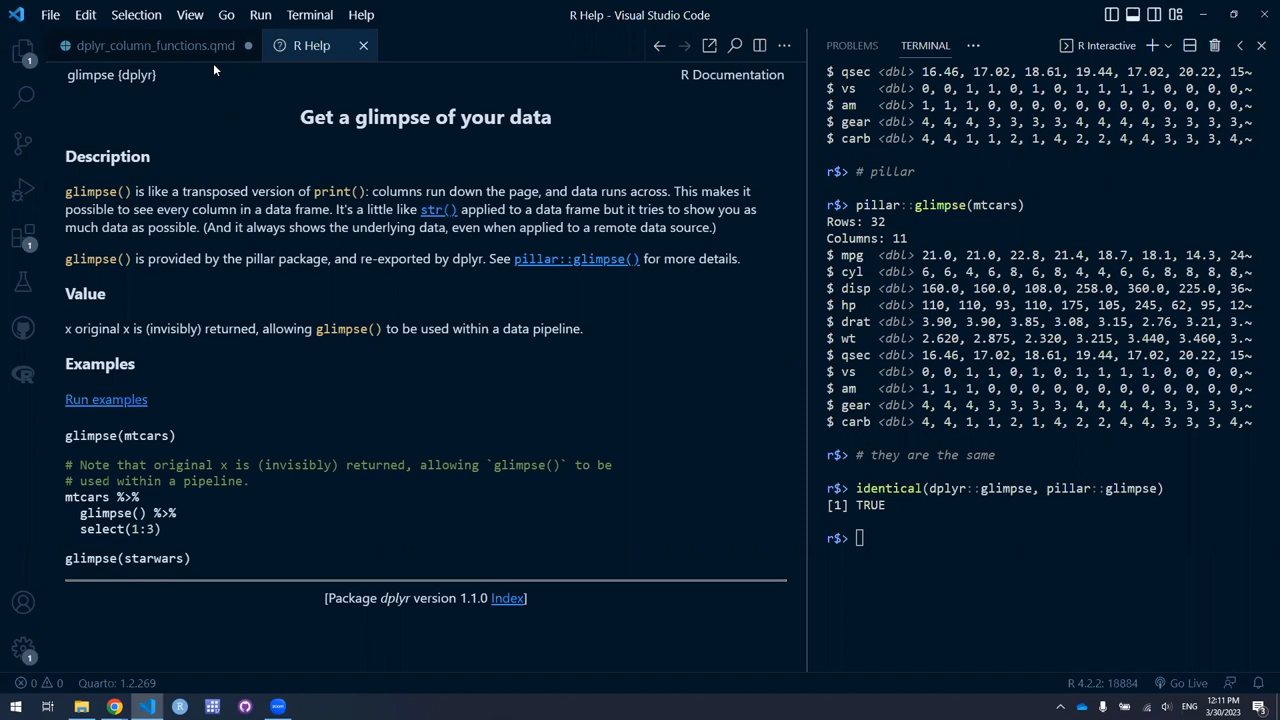 File Edit Selection View Go Run Terminal Help
R Help - Visual Studio Code
dplyr_column_functions.qmd
R Help
glimpse {dplyr}
R Documentation
Get a glimpse of your data
Description
glimpse() is like a transposed version of print(): columns run down the page, and data runs across. This makes it
possible to see every column in a data frame. It's a little like str() applied to a data frame but it tries to show you as
much data as possible. (And it always shows the underlying data, even when applied to a remote data source.)
glimpse() is provided by the pillar package, and re-exported by dplyr. See pillar::glimpse() for more details.
Value
x original x is (invisibly) returned, allowing glimpse() to be used within a data pipeline.
Examples
Run examples
glimpse(mtcars)
# Note that original x is (invisibly) returned, allowing `glimpse()` to be
# used within a pipeline.
mtcars %>%
glimpse() %>%
select(1:3)
glimpse(starwars)
[Package dplyr version 1.1.0 Index]
PROBLEMS
TERMINAL
R Interactive
$ qsec <dbl> 16.46, 17.02, 18.61, 19.44, 17.02, 20.22, 15~
$ vs <dbl> 0, 0, 1, 1, 0, 1, 0, 1, 1, 1, 1, 0, 0, 0, 0,~
$ am <dbl> 1, 1, 1, 0, 0, 0, 0, 0, 0, 0, 0, 0, 0, 0, 0,~
$ gear <dbl> 4, 4, 4, 3, 3, 3, 3, 4, 4, 4, 4, 3, 3, 3, 3,~
$ carb <dbl> 4, 4, 1, 1, 2, 1, 4, 2, 2, 4, 4, 3, 3, 3, 4,~
r$> # pillar
r$> pillar::glimpse(mtcars)
Rows: 32
Columns: 11
$ mpg <dbl> 21.0, 21.0, 22.8, 21.4, 18.7, 18.1, 14.3, 24~
$ cyl <dbl> 6, 6, 4, 6, 8, 6, 8, 4, 4, 6, 6, 8, 8, 8, 8,~
$ disp <dbl> 160.0, 160.0, 108.0, 258.0, 360.0, 225.0, 36~
$ hp <dbl> 110, 110, 93, 110, 175, 105, 245, 62, 95, 12~
$ drat <dbl> 3.90, 3.90, 3.85, 3.08, 3.15, 2.76, 3.21, 3.~
$ wt <dbl> 2.620, 2.875, 2.320, 3.215, 3.440, 3.460, 3.~
$ qsec <dbl> 16.46, 17.02, 18.61, 19.44, 17.02, 20.22, 15~
$ vs <dbl> 0, 0, 1, 1, 0, 1, 0, 1, 1, 1, 1, 0, 0, 0, 0,~
$ am <dbl> 1, 1, 1, 0, 0, 0, 0, 0, 0, 0, 0, 0, 0, 0, 0,~
$ gear <dbl> 4, 4, 4, 3, 3, 3, 3, 4, 4, 4, 4, 3, 3, 3, 3,~
$ carb <dbl> 4, 4, 1, 1, 2, 1, 4, 2, 2, 4, 4, 3, 3, 3, 4,~
r$> # they are the same
r$> identical(dplyr::glimpse, pillar::glimpse)
[1] TRUE
r$>
1
1
1
0 0 Quarto: 1.2.269
R 4.2.2: 18884 Go Live
ENG
12:11 PM
3/30/2023
3